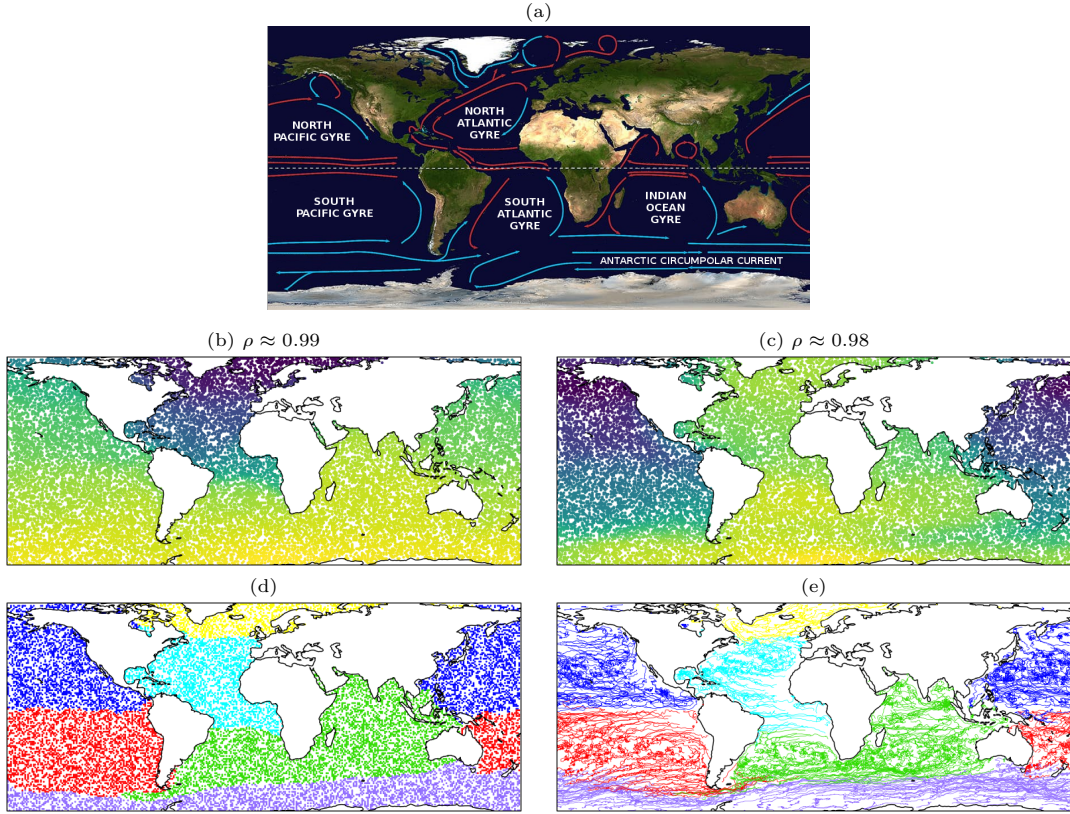 (a)
NORTH
PACIFIC GYRE
NORTH
ATLANTIC
GYRE
SOUTH
PACIFIC GYRE
SOUTH
ATLANTIC
GYRE
INDIAN
OCEAN
GYRE
ANTARCTIC CIRCUMPOLAR CURRENT
(b) ρ ≈ 0.99
(c) ρ ≈ 0.98
(d)
(e)